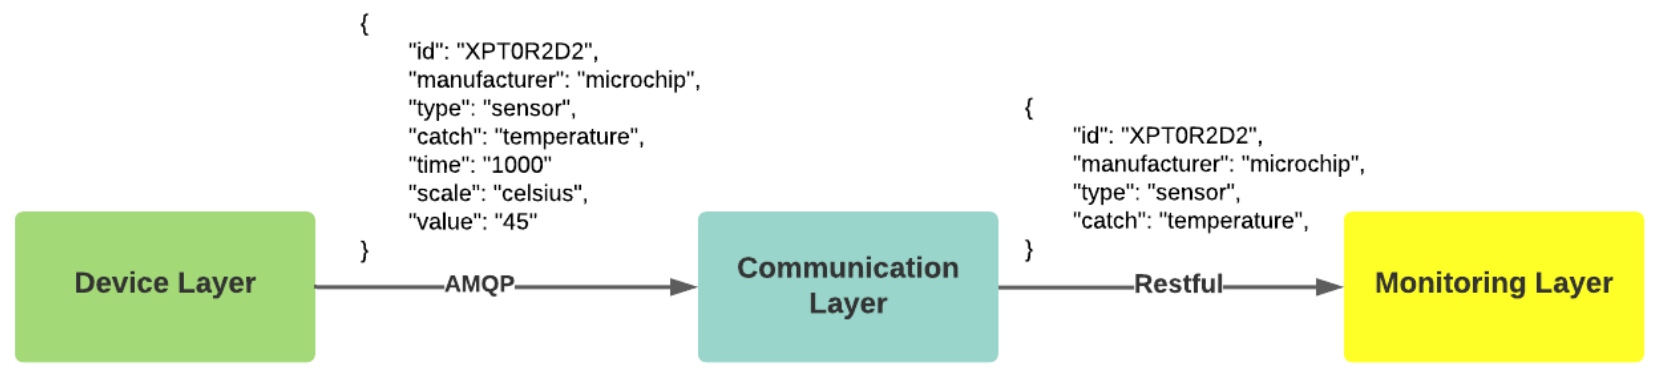 {
"id": "XPT0R2D2",
"manufacturer": "microchip",
"type": "sensor",
"catch": "temperature",
"time": "1000"
"scale": "celsius",
"value": "45"
}
{
"id": "XPT0R2D2",
"manufacturer": "microchip",
"type": "sensor",
"catch": "temperature",
}
Device Layer
AMQP
Communication
Layer
Restful
Monitoring Layer